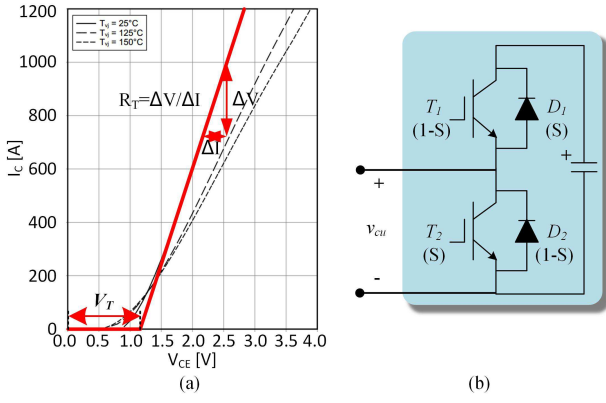 1200
1000
800
600
400
200
0
I_C [A]
T_vj = 25°C
T_vj = 125°C
T_vj = 150°C
R_T=ΔV/ΔI
ΔV
ΔI
V_T
0.0 0.5 1.0 1.5 2.0 2.5 3.0 3.5 4.0
V_CE [V]
(a)
T_1
(1-S)
D_1
(S)
+
+
v_cu
T_2
(S)
D_2
(1-S)
-
(b)